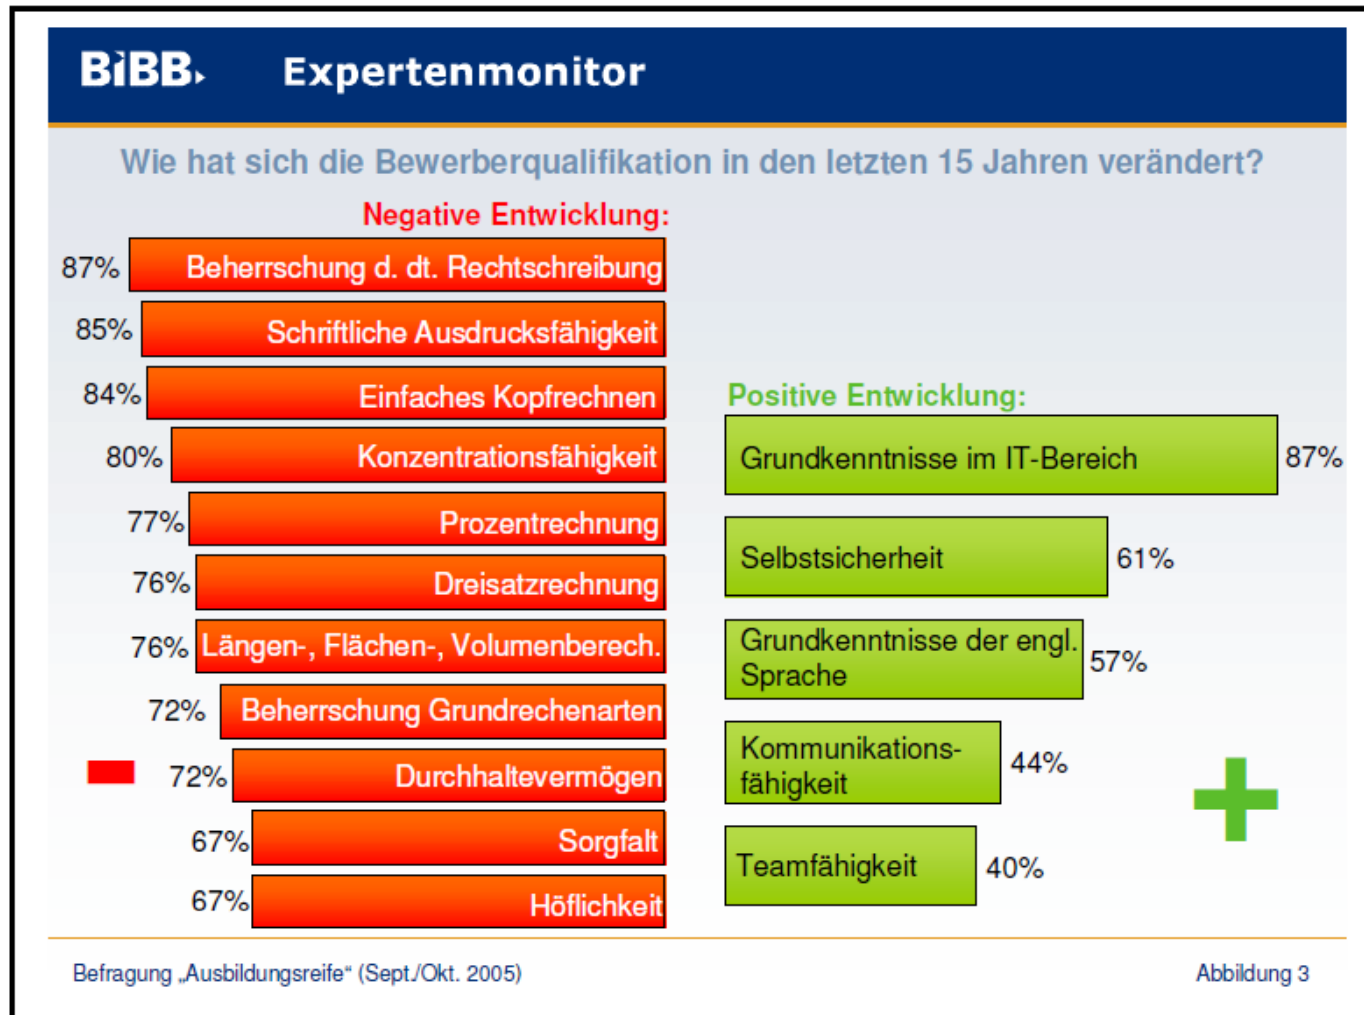 BiBB Expertenmonitor
Wie hat sich die Bewerberqualifikation in den letzten 15 Jahren verändert?
Negative Entwicklung:
87% Beherrschung d. dt. Rechtschreibung
85% Schriftliche Ausdrucksfähigkeit
84% Einfaches Kopfrechnen
80% Konzentrationsfähigkeit
77% Prozentrechnung
76% Dreisatzrechnung
76% Längen-, Flächen-, Volumenberech.
72% Beherrschung Grundrechenarten
72% Durchhaltevermögen
67% Sorgfalt
67% Höflichkeit
Positive Entwicklung:
Grundkenntnisse im IT-Bereich 87%
Selbstsicherheit 61%
Grundkenntnisse der engl.
Sprache 57%
Kommunikations-
fähigkeit 44%
Teamfähigkeit 40%
Befragung „Ausbildungsreife“ (Sept./Okt. 2005)
Abbildung 3